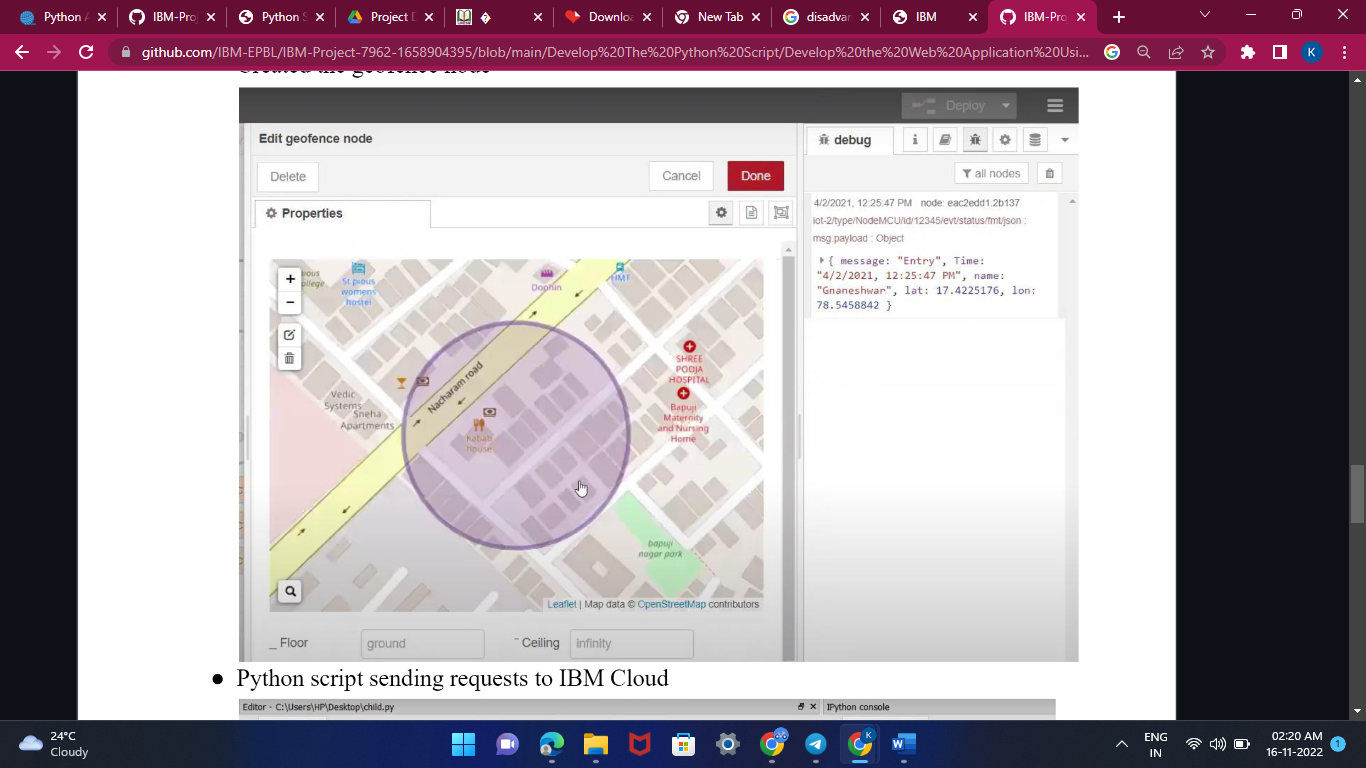 Python A
IBM-Pro
Python S
Project D
Downloa
New Tab
disadvan
IBM
IBM-Pro
github.com/IBM-EPBL/IBM-Project-7962-1658904395/blob/main/Develop%20The%20Python%20Script/Develop%20the%20Web%20Application%20Usi...
K
Created the geofence node
Deploy
Edit geofence node
Delete
Cancel
Done
Properties
debug
i
all nodes
4/2/2021, 12:25:47 PM node: eac2edd1.2b137
iot-2/type/NodeMCU/id/12345/evt/status/fmt/json :
msg.payload : Object
{ message: "Entry", Time:
"4/2/2021, 12:25:47 PM", name:
"Gnaneshwar", lat: 17.4225176, lon:
78.5458842 }
+
−
St pious
womens
hostel
Dophin
HMT
Nacharam road
Vedic
Systems
Sneha
Apartments
Kabab
house
SHREE
POOJA
HOSPITAL
Bapuji
Maternity
and Nursing
Home
bapuji
nagar park
Leaflet | Map data © OpenStreetMap contributors
_ Floor
ground
‾ Ceiling
infinity
● Python script sending requests to IBM Cloud
Editor - C:\Users\HP\Desktop\child.py
IPython console
24°C
Cloudy
K
W
ENG
IN
02:20 AM
16-11-2022
1